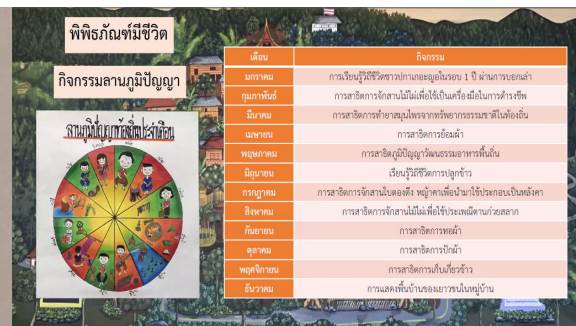 พิพิธภัณฑ์มีชีวิต
กิจกรรมลานภูมิปัญญา
ลานภูมิปัญญาท้องถิ่นประจำเดือน
เดือน กิจกรรม
มกราคม การเรียนรู้วิถีชีวิตชาวปกาเกอะญอในรอบ 1 ปี ผ่านการบอกเล่า
กุมภาพันธ์ การสาธิตการจักสานไม้ไผ่เพื่อใช้เป็นเครื่องมือในการดำรงชีพ
มีนาคม การสาธิตการทำยาสมุนไพรจากทรัพยากรธรรมชาติในท้องถิ่น
เมษายน การสาธิตการย้อมผ้า
พฤษภาคม การสาธิตภูมิปัญญาวัฒนธรรมอาหารพื้นถิ่น
มิถุนายน เรียนรู้วิถีชีวิตการปลูกข้าว
กรกฎาคม การสาธิตการจักสานใบตองตึง หญ้าคาเพื่อนำมาใช้ประกอบเป็นหลังคา
สิงหาคม การสาธิตการจักสานไม้ไผ่เพื่อใช้ประเพณีตานก๋วยสลาก
กันยายน การสาธิตการทอผ้า
ตุลาคม การสาธิตการปักผ้า
พฤศจิกายน การสาธิตการเก็บเกี่ยวข้าว
ธันวาคม การแสดงพื้นบ้านของเยาวชนในหมู่บ้าน